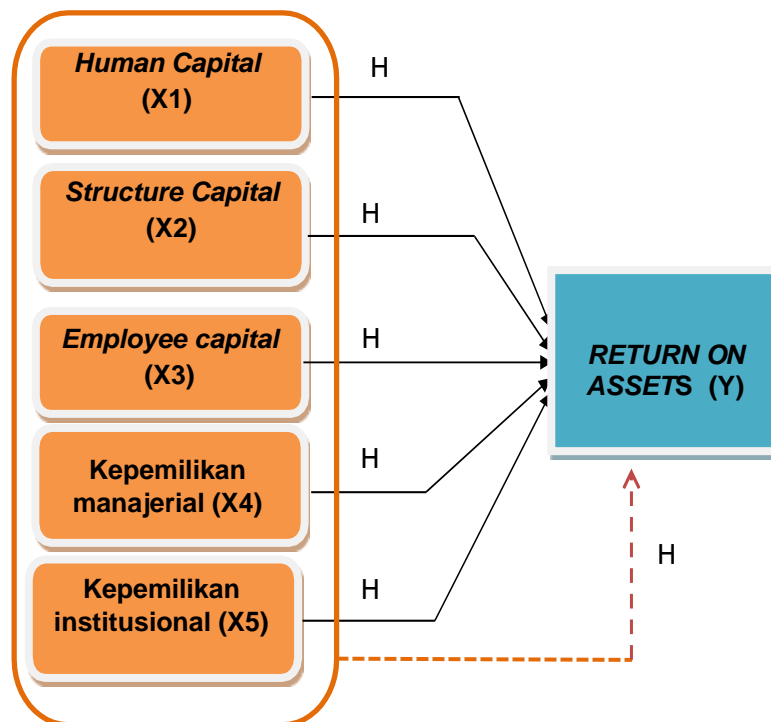 Human Capital
(X1)
H
Structure Capital
(X2)
H
Employee capital
(X3)
H
Kepemilikan
manajerial (X4)
H
Kepemilikan
institusional (X5)
H
RETURN ON
ASSETS (Y)
H